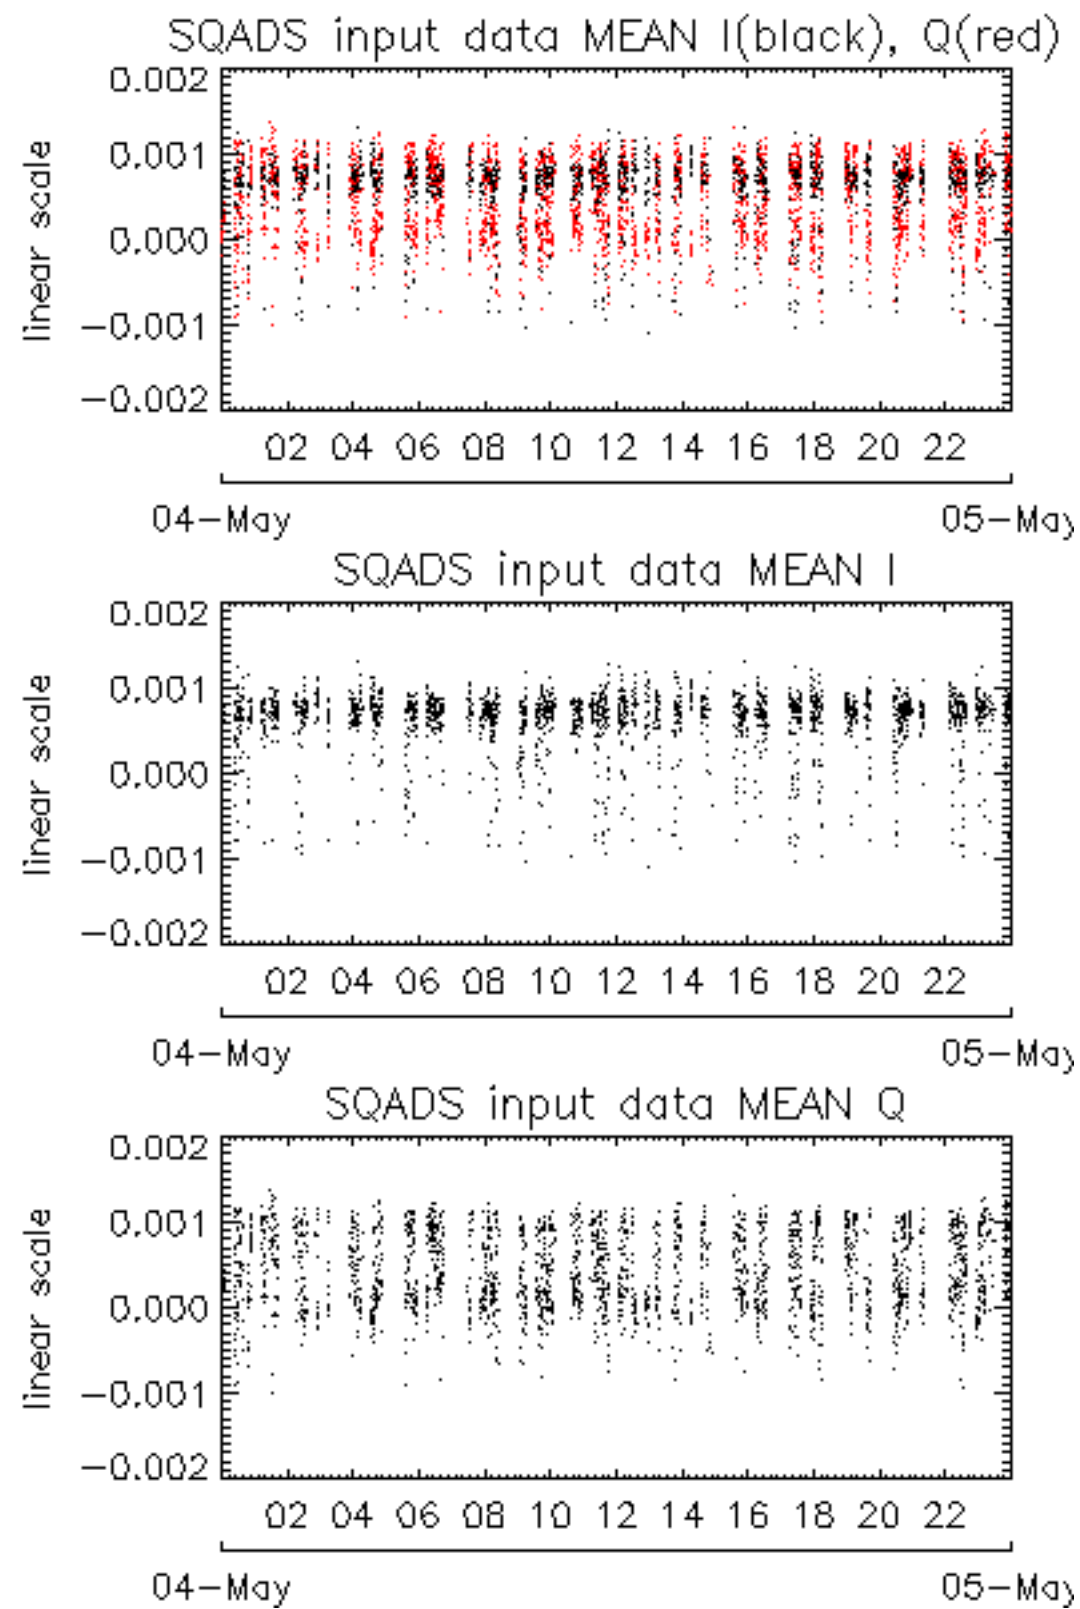 SQADS input data MEAN I(black), Q(red)
0.002
0.001
0.000
−0.001
−0.002
linear scale
02 04 06 08 10 12 14 16 18 20 22
04−May 05−May
SQADS input data MEAN I
0.002
0.001
0.000
−0.001
−0.002
linear scale
02 04 06 08 10 12 14 16 18 20 22
04−May 05−May
SQADS input data MEAN Q
0.002
0.001
0.000
−0.001
−0.002
linear scale
02 04 06 08 10 12 14 16 18 20 22
04−May 05−May